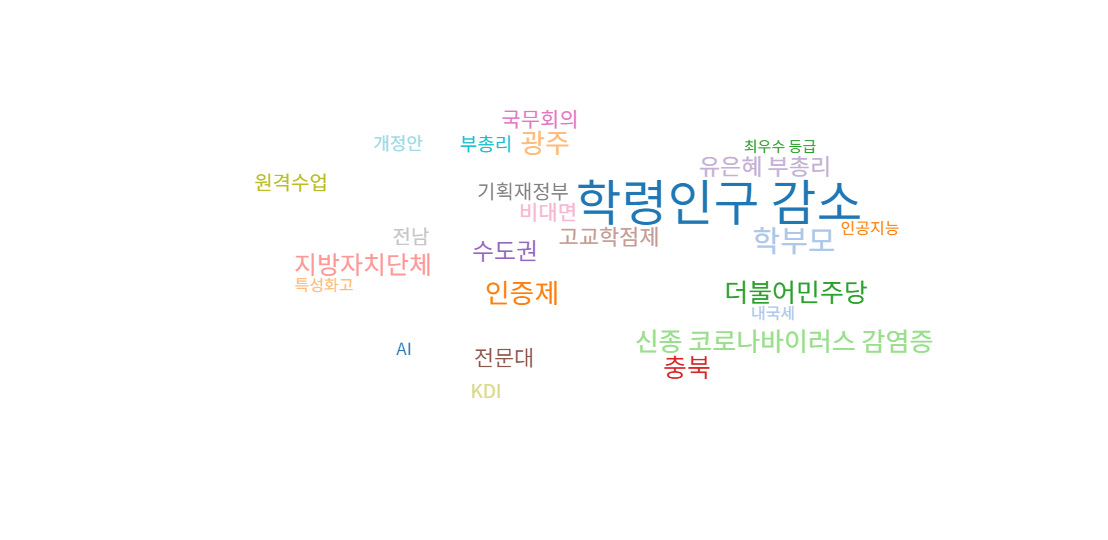 국무회의
개정안
부총리
광주
최우수 등급
유은혜 부총리
원격수업
기획재정부
학령인구 감소
비대면
인공지능
전남
고교학점제
학부모
수도권
지방자치단체
특성화고
인증제
더불어민주당
내국세
신종 코로나바이러스 감염증
AI
전문대
충북
KDI